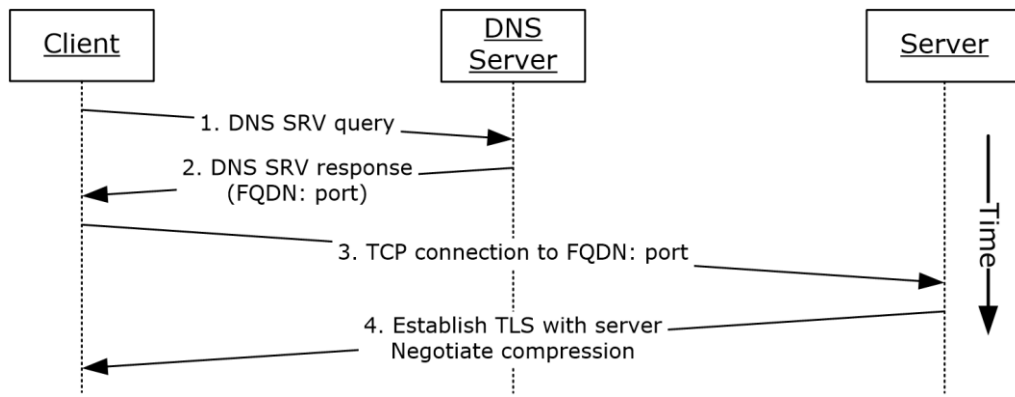 Client
DNS
Server
Server
1. DNS SRV query
2. DNS SRV response
(FQDN: port)
3. TCP connection to FQDN: port
4. Establish TLS with server
Negotiate compression
Time